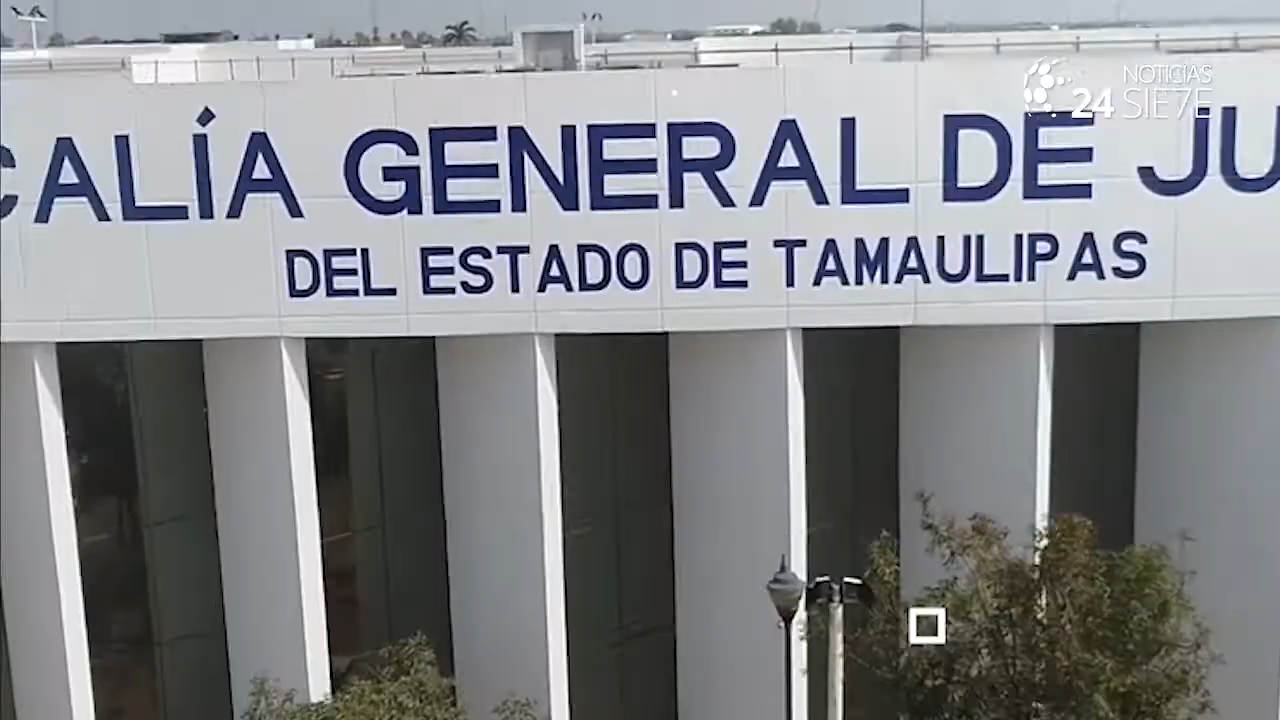 CALÍA GENERAL DE JU
DEL ESTADO DE TAMAULIPAS
NOTICIAS
24 SIE7E